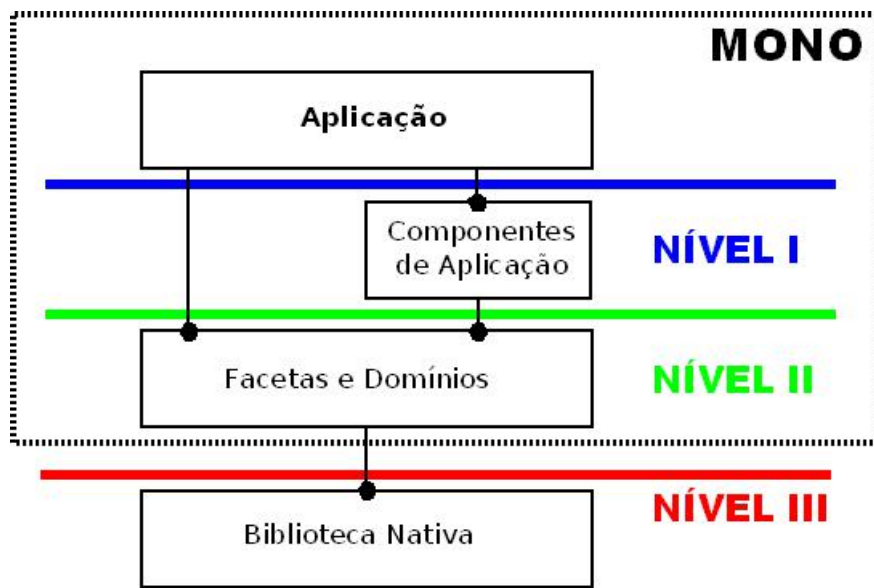 MONO
Aplicação
Componentes
de Aplicação
NÍVEL I
Facetas e Domínios
NÍVEL II
Biblioteca Nativa
NÍVEL III